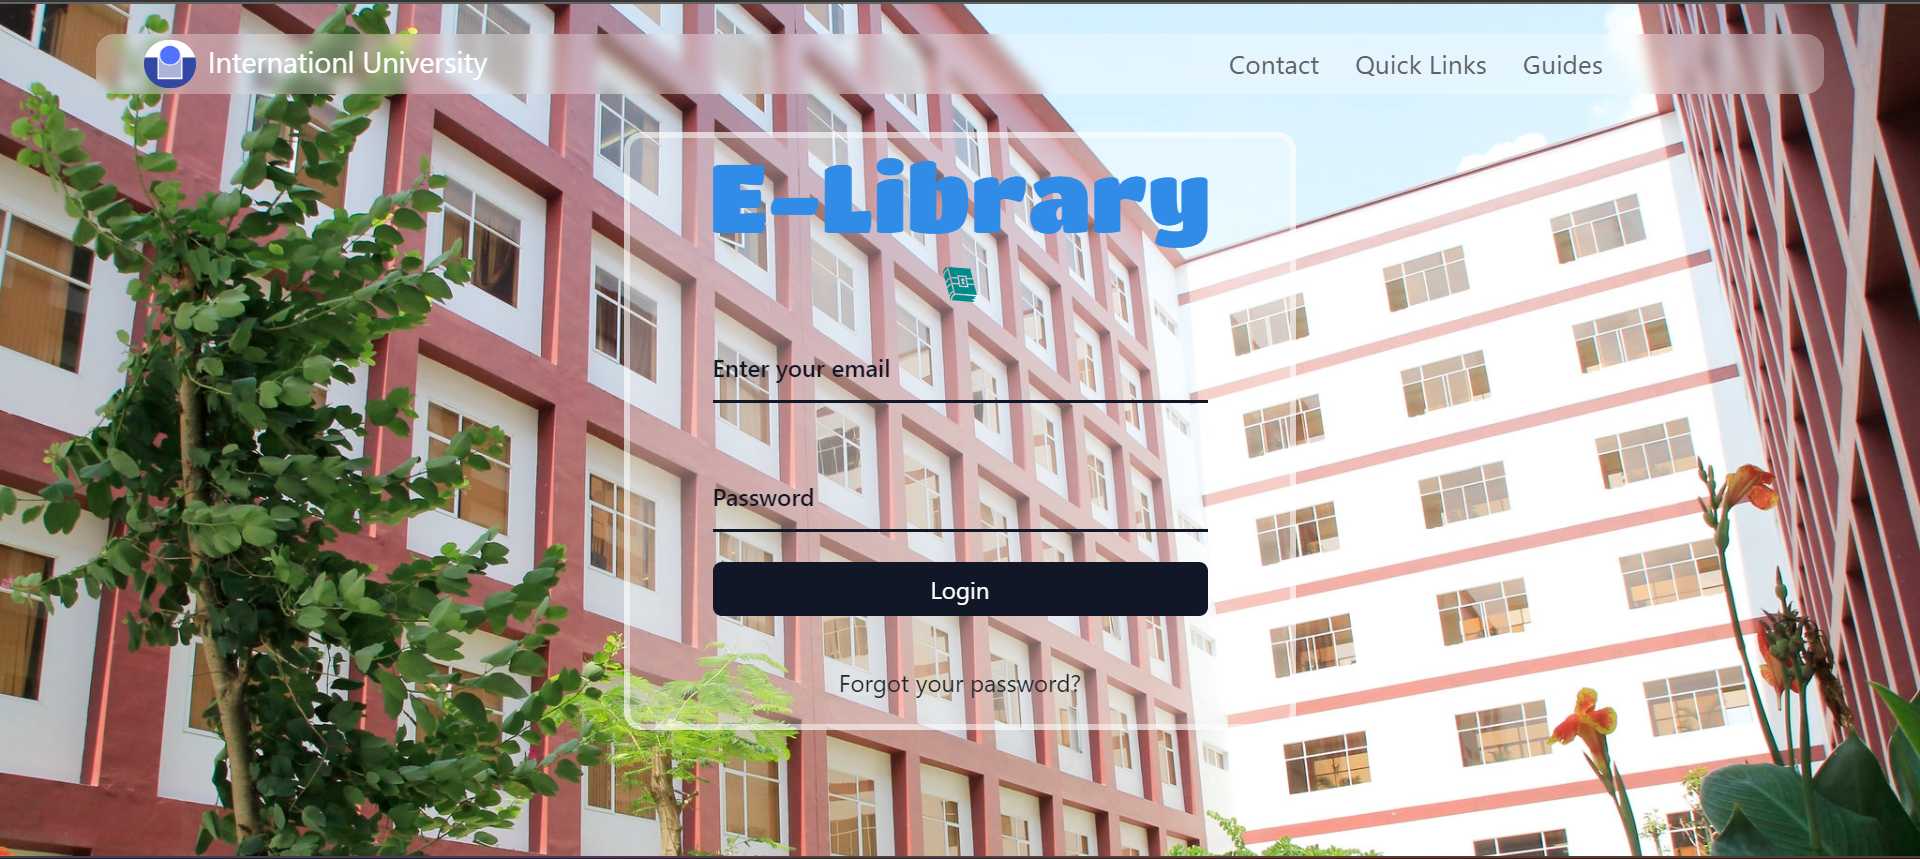 Internationl University
Contact Quick Links Guides
E-Library
Enter your email
Password
Login
Forgot your password?